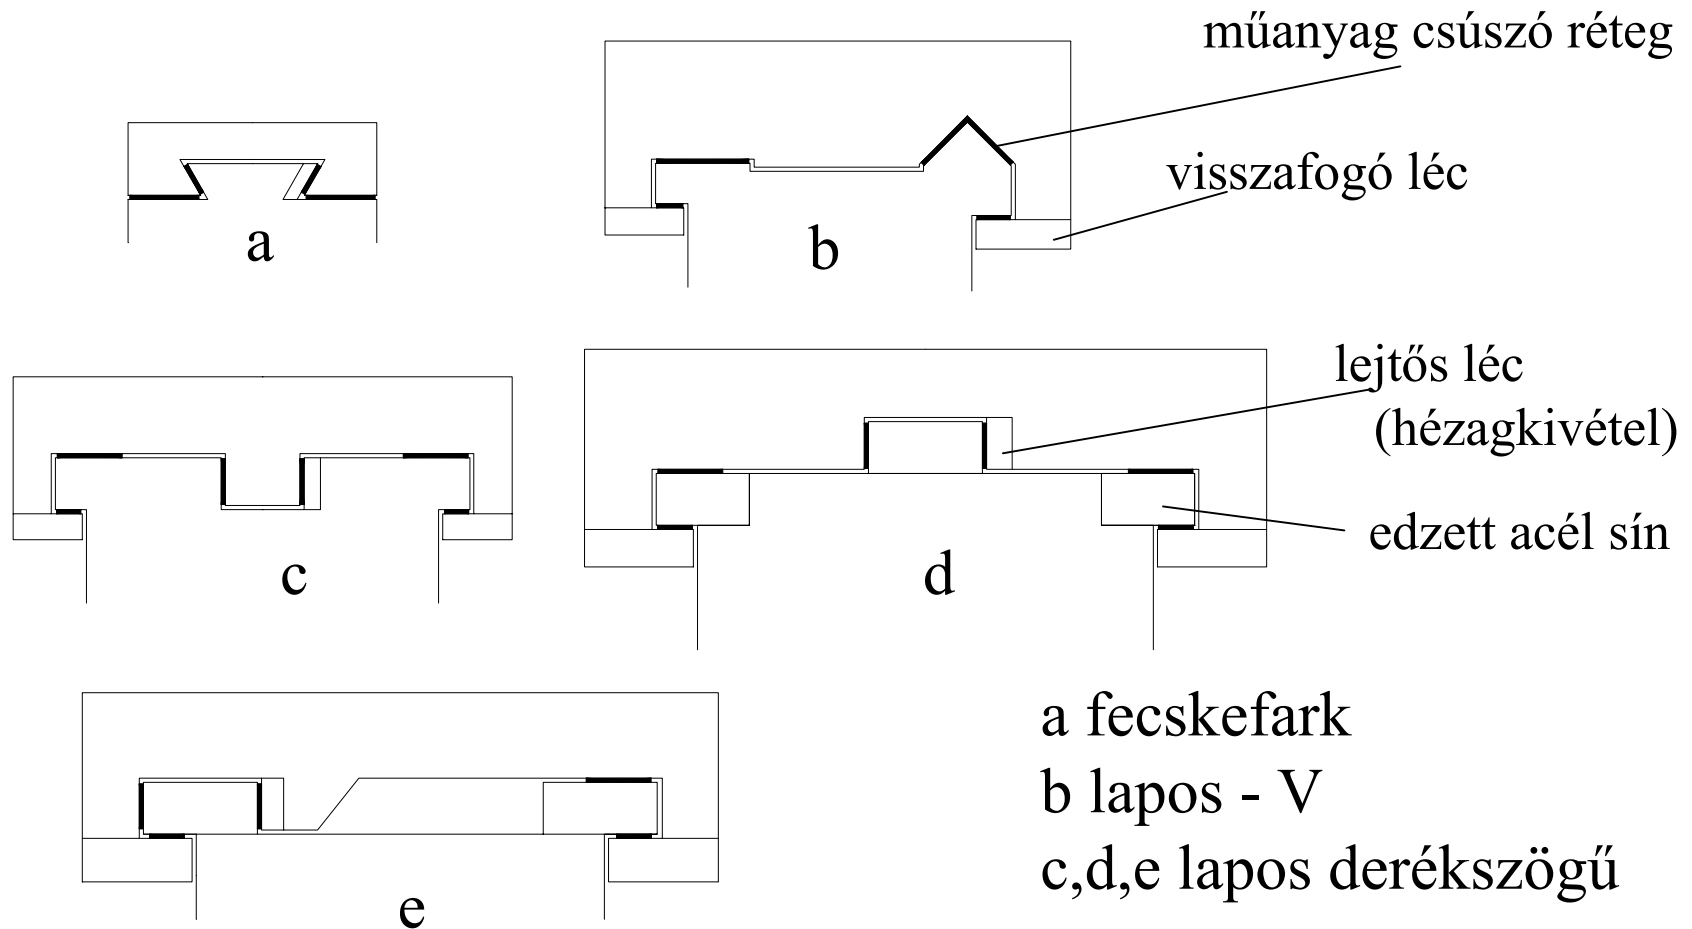 műanyag csúszó réteg
visszafogó léc
a
b
lejtős léc
(hézagkivétel)
edzett acél sín
c
d
a fecskefark
b lapos - V
c,d,e lapos derékszögű
e